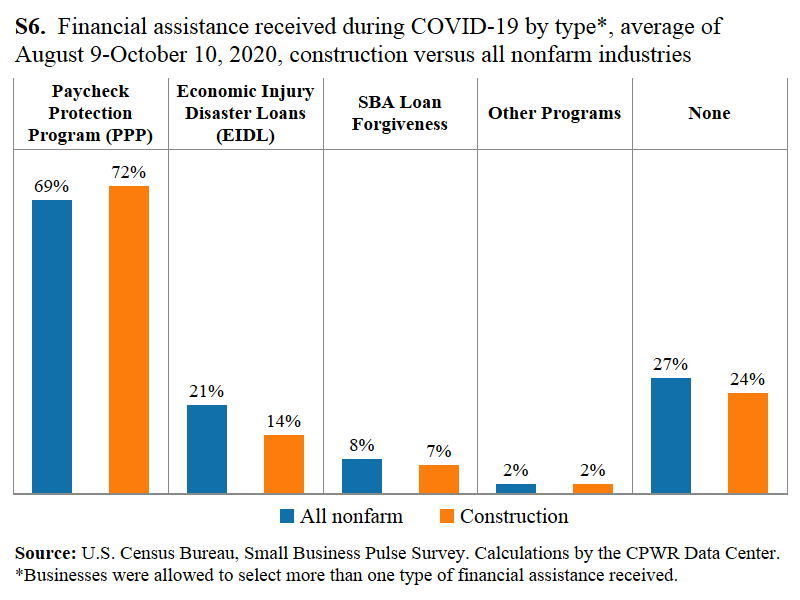 S6. Financial assistance received during COVID-19 by type*, average of
August 9-October 10, 2020, construction versus all nonfarm industries
Paycheck
Protection
Program (PPP)
Economic Injury
Disaster Loans
(EIDL)
SBA Loan
Forgiveness
Other Programs
None
69%
72%
21%
14%
8%
7%
2%
2%
27%
24%
All nonfarm
Construction
Source: U.S. Census Bureau, Small Business Pulse Survey. Calculations by the CPWR Data Center.
*Businesses were allowed to select more than one type of financial assistance received.